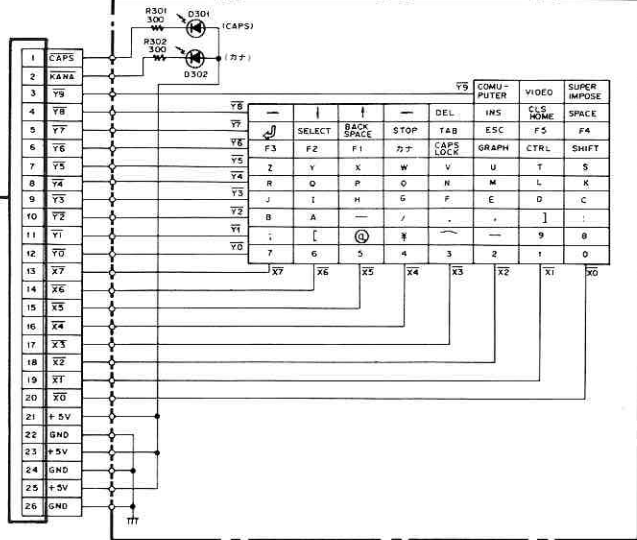 R301 D301
300
(CAPS)
R302
300
(カナ)
D302
1 CAPS
2 KANA
3 Y9
4 Y8
5 Y7
6 Y6
7 Y5
8 Y4
9 Y3
10 Y2
11 Y1
12 Y0
13 X7
14 X6
15 X5
16 X4
17 X3
18 X2
19 X1
20 X0
21 +5V
22 GND
23 +5V
24 GND
25 +5V
26 GND
Y9 COMU-PUTER VIDEO SUPER IMPOSE
Y8 DEL. INS CLS HOME SPACE
Y7 SELECT BACK SPACE STOP TAB ESC F5 F4
Y6 F3 F2 F1 カナ CAPS LOCK GRAPH CTRL SHIFT
Y5 Z Y X W V U T S
Y4 R Q P O N M L K
Y3 J I H G F E D C
Y2 B A — / . , ] :
Y1 ; [ @ ¥ ⌒ — 9 8
Y0 7 6 5 4 3 2 1 0
X7 X6 X5 X4 X3 X2 X1 X0